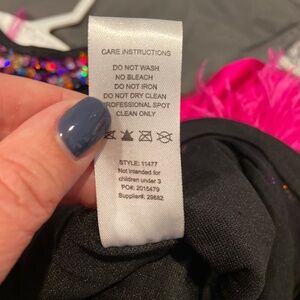 CARE INSTRUCTIONS
DO NOT WASH
NO BLEACH
DO NOT IRON
DO NOT DRY CLEAN
PROFESSIONAL SPOT
CLEAN ONLY
STYLE: 11477
Not intended for
children under 3
PO#: 2015479
Supplier#: 29882